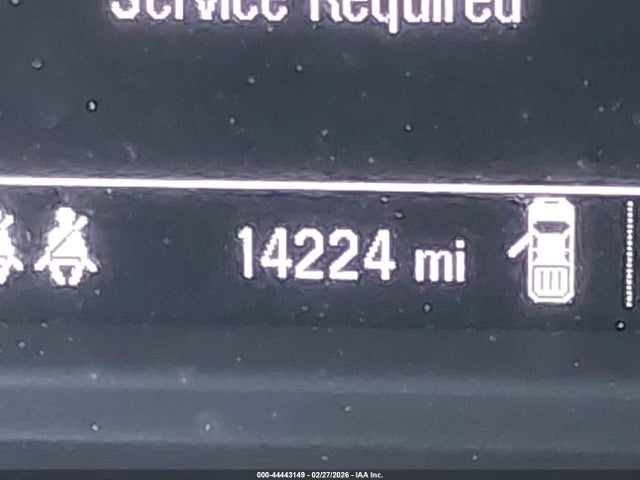 Service Required
14224 mi
000-44443149 - 02/27/2026 - IAA Inc.